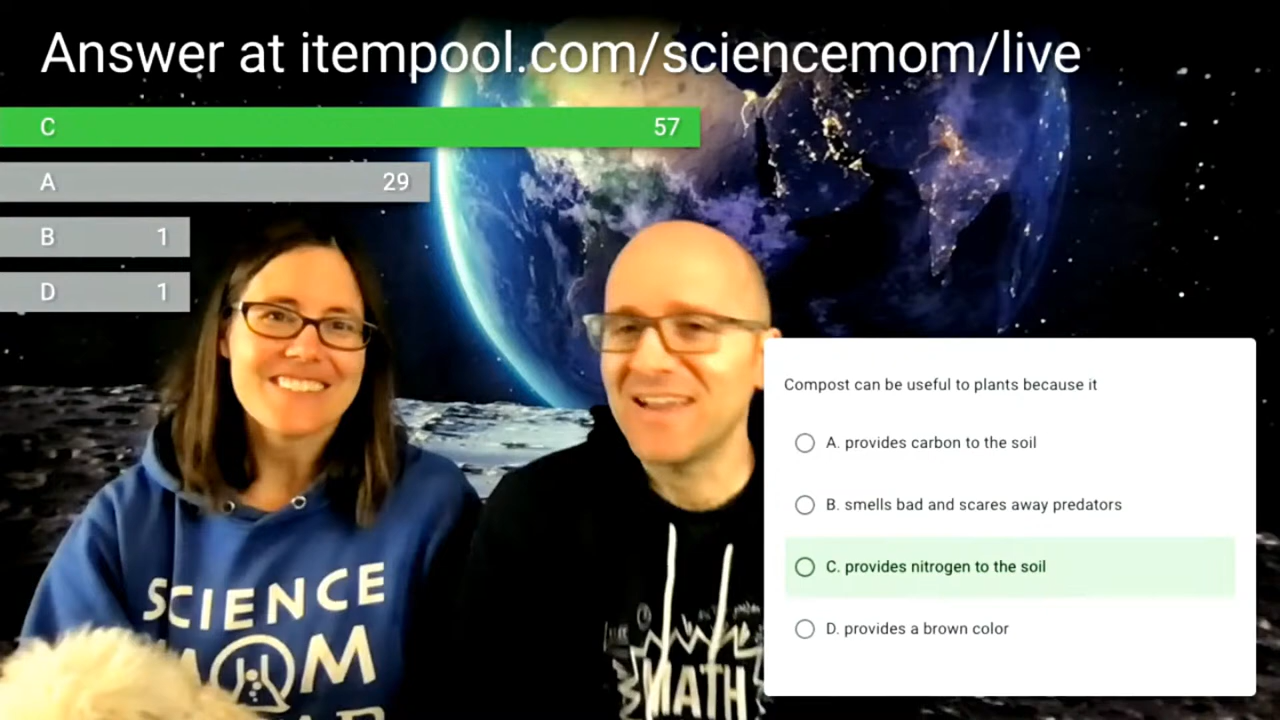 Answer at itempool.com/sciencemom/live
C 57
A 29
B 1
D 1
Compost can be useful to plants because it
A. provides carbon to the soil
B. smells bad and scares away predators
C. provides nitrogen to the soil
D. provides a brown color
SCIENCE
MOM
MATH